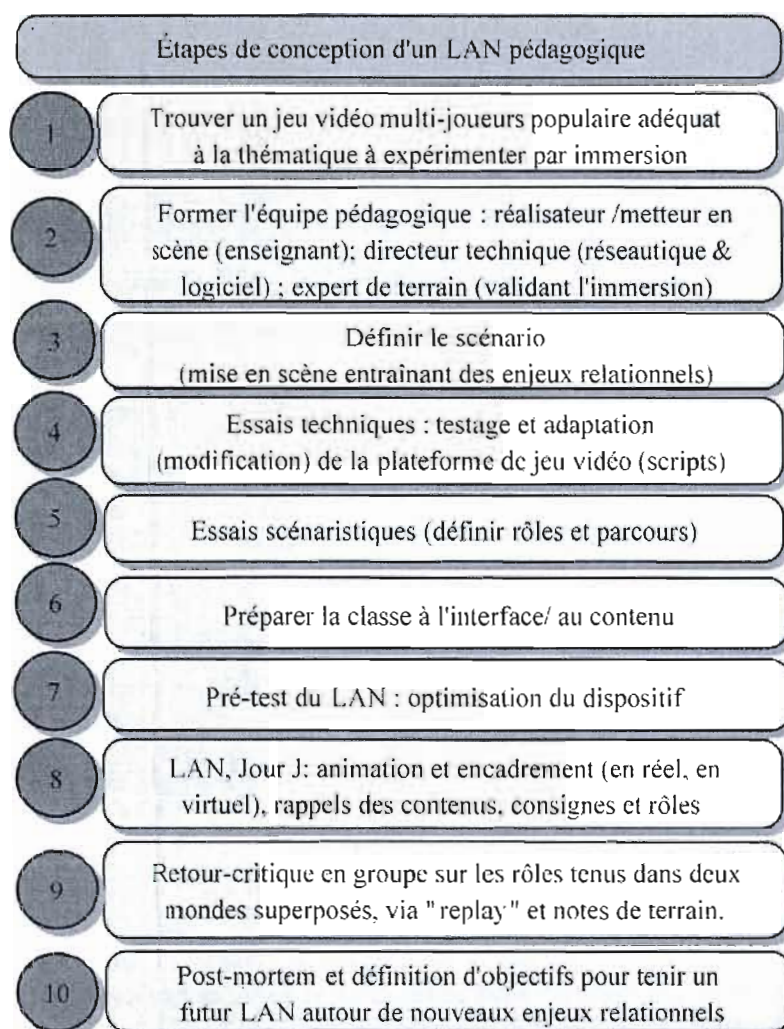 Étapes de conception d'un LAN pédagogique
1
Trouver un jeu vidéo multi-joueurs populaire adéquat
à la thématique à expérimenter par immersion
2
Former l'équipe pédagogique : réalisateur /metteur en
scène (enseignant); directeur technique (réseautique &
logiciel) ; expert de terrain (validant l'immersion)
3
Définir le scénario
(mise en scène entraînant des enjeux relationnels)
4
Essais techniques : testage et adaptation
(modification) de la plateforme de jeu vidéo (scripts)
5
Essais scénaristiques (définir rôles et parcours)
6
Préparer la classe à l'interface/ au contenu
7
Pré-test du LAN : optimisation du dispositif
8
LAN, Jour J: animation et encadrement (en réel, en
virtuel), rappels des contenus, consignes et rôles
9
Retour-critique en groupe sur les rôles tenus dans deux
mondes superposés, via "replay" et notes de terrain.
10
Post-mortem et définition d'objectifs pour tenir un
futur LAN autour de nouveaux enjeux relationnels